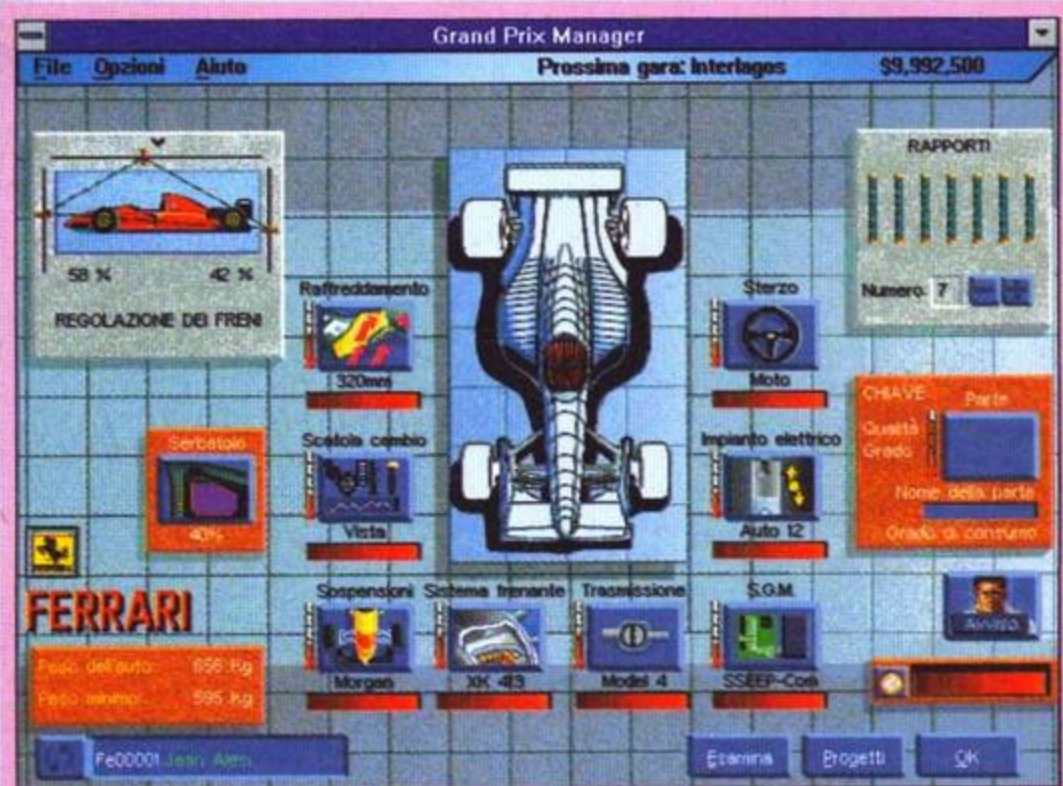 Grand Prix Manager
File Opzioni Aiuto Prossima gara: Interlagos $9,992,500
58 % 42 %
REGOLAZIONE DEI FRENI
RAPPORTI
Numero: 7
Raffreddamento
320mm
Sterzo
Moto
Serbatoio
40%
Scatola cambio
Vista
Impianto elettrico
Auto 12
CHIAVE Parte
Qualità
Grado
Nome della parte
Grado di consumo
FERRARI
Sospensioni Sistema frenante Trasmissione S.G.M.
Morgan XK 413 Model 4 SSEEP-Com
Avviso
Peso dell'auto: 656 Kg
Peso minimo: 595 Kg
Fe00001 Jean Alesi
Esamina Progetti OK